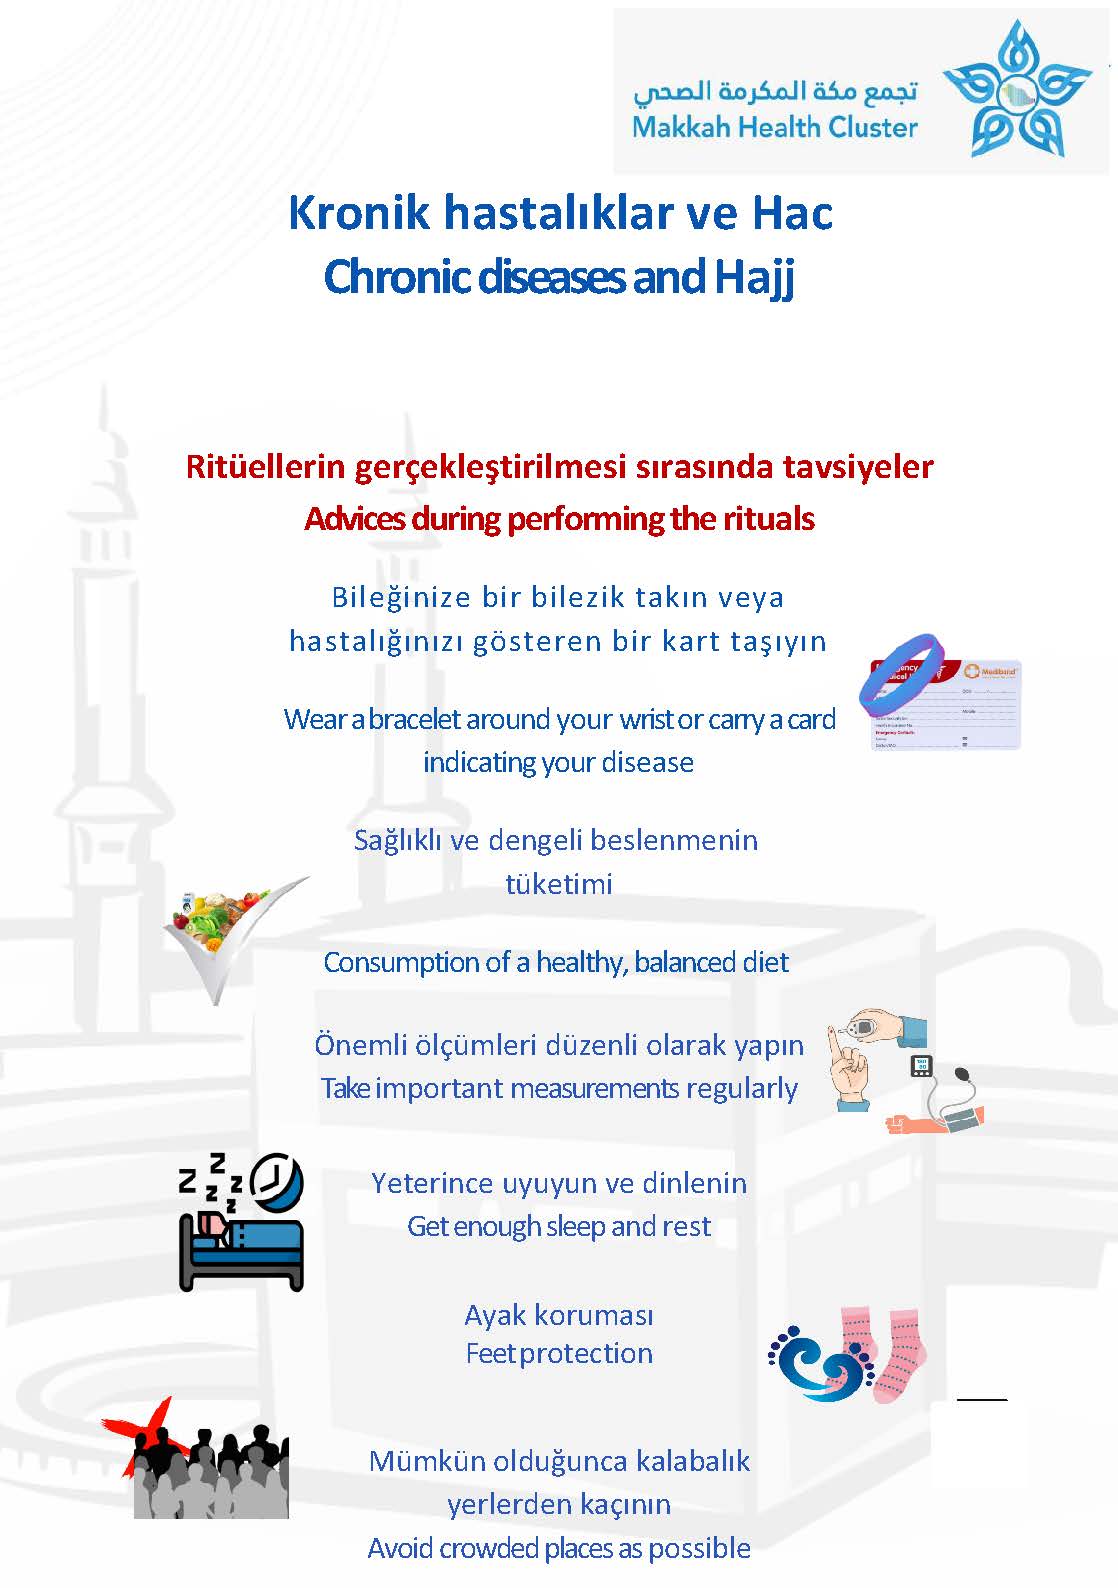 تجمع مكة المكرمة الصحي
Makkah Health Cluster
Kronik hastalıklar ve Hac
Chronic diseases and Hajj
Ritüellerin gerçekleştirilmesi sırasında tavsiyeler
Advices during performing the rituals
Bileğinize bir bilezik takın veya
hastalığınızı gösteren bir kart taşıyın
Mediband
Wear a bracelet around your wrist or carry a card
indicating your disease
Sağlıklı ve dengeli beslenmenin
tüketimi
Consumption of a healthy, balanced diet
Önemli ölçümleri düzenli olarak yapın
Take important measurements regularly
Yeterince uyuyun ve dinlenin
Get enough sleep and rest
Ayak koruması
Feet protection
Mümkün olduğunca kalabalık
yerlerden kaçının
Avoid crowded places as possible